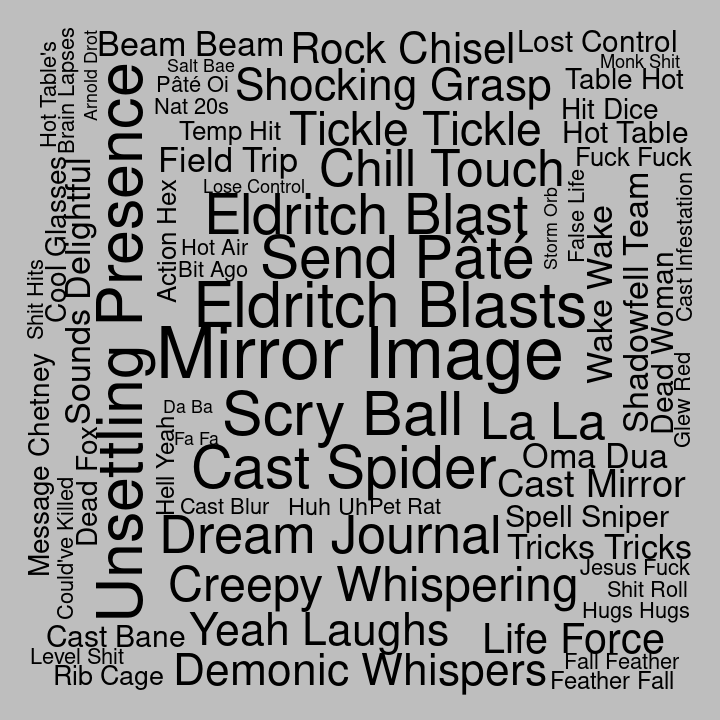 Beam Beam
Rock Chisel
Lost Control
Salt Bae
Monk Shit
Pâté Oi
Shocking Grasp
Table Hot
Nat 20s
Hit Dice
Temp Hit
Tickle Tickle
Hot Table
Field Trip
Chill Touch
Fuck Fuck
Lose Control
Eldritch Blast
Hot Air
Send Pâté
Bit Ago
Eldritch Blasts
Mirror Image
Da Ba
Scry Ball
La La
Fa Fa
Cast Spider
Oma Dua
Cast Mirror
Cast Blur
Huh Uh
Pet Rat
Spell Sniper
Dream Journal
Tricks Tricks
Creepy Whispering
Jesus Fuck
Shit Roll
Hugs Hugs
Cast Bane
Yeah Laughs
Life Force
Level Shit
Rib Cage
Demonic Whispers
Fall Feather
Feather Fall
Hot Table's
Brain Lapses
Arnold Drot
Cool Glasses
Sounds Delightful
Unsettling Presence
Action Hex
Shit Hits
Message Chetney
Could've Killed
Dead Fox
Hell Yeah
Storm Orb
False Life
Wake Wake
Shadowfell Team
Dead Woman
Cast Infestation
Glew Red